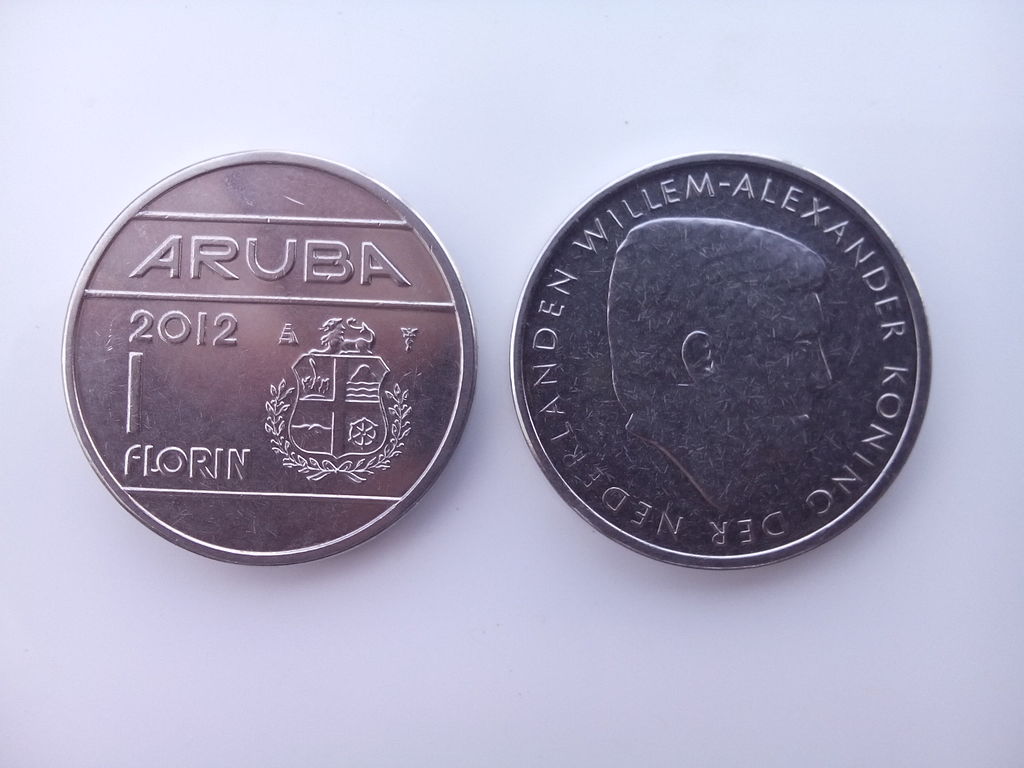 ARUBA
2012
1
FLORIN
WILLEM-ALEXANDER KONING DER NEDERLANDEN